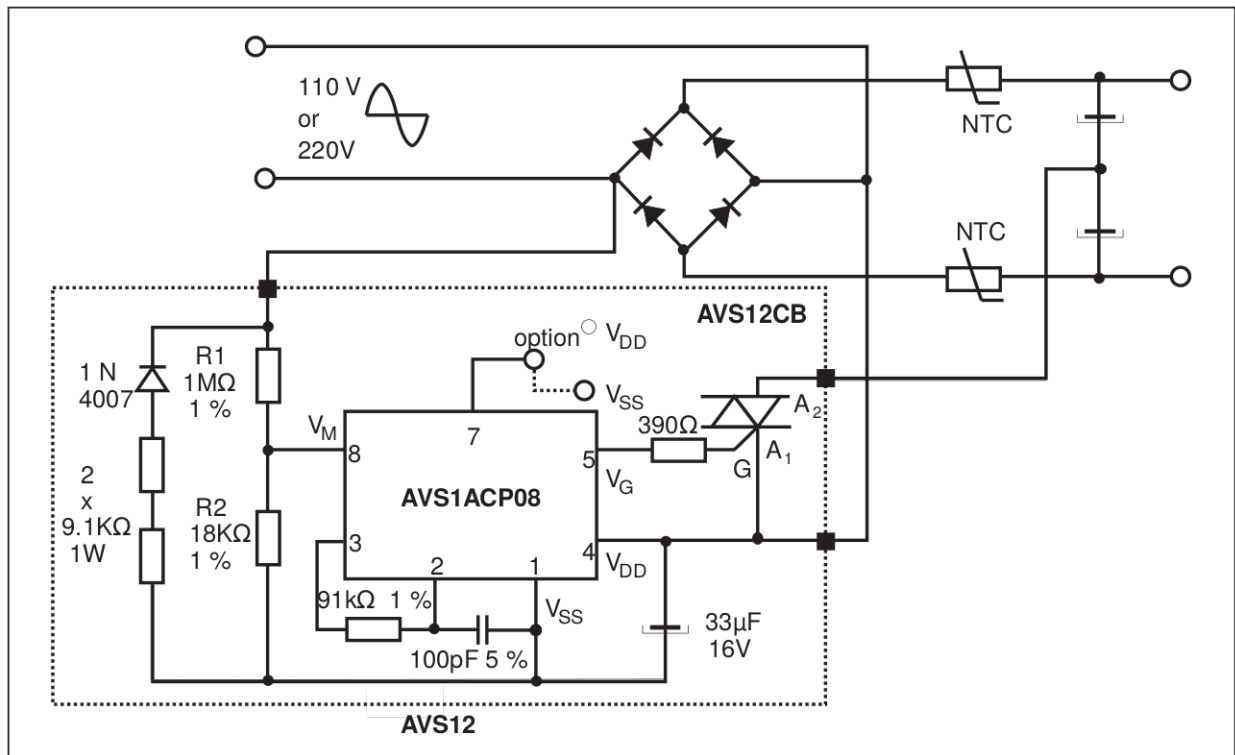 110 V
or
220V
NTC
NTC
AVS12CB
option
V_DD
V_SS
1 N
4007
R1
1MΩ
1 %
V_M
8
7
5
V_G
390Ω
A_2
A_1
G
AVS1ACP08
2
x
9.1KΩ
1W
R2
18KΩ
1 %
3
2
1
4
V_DD
91kΩ 1 %
V_SS
100pF 5 %
33µF
16V
AVS12